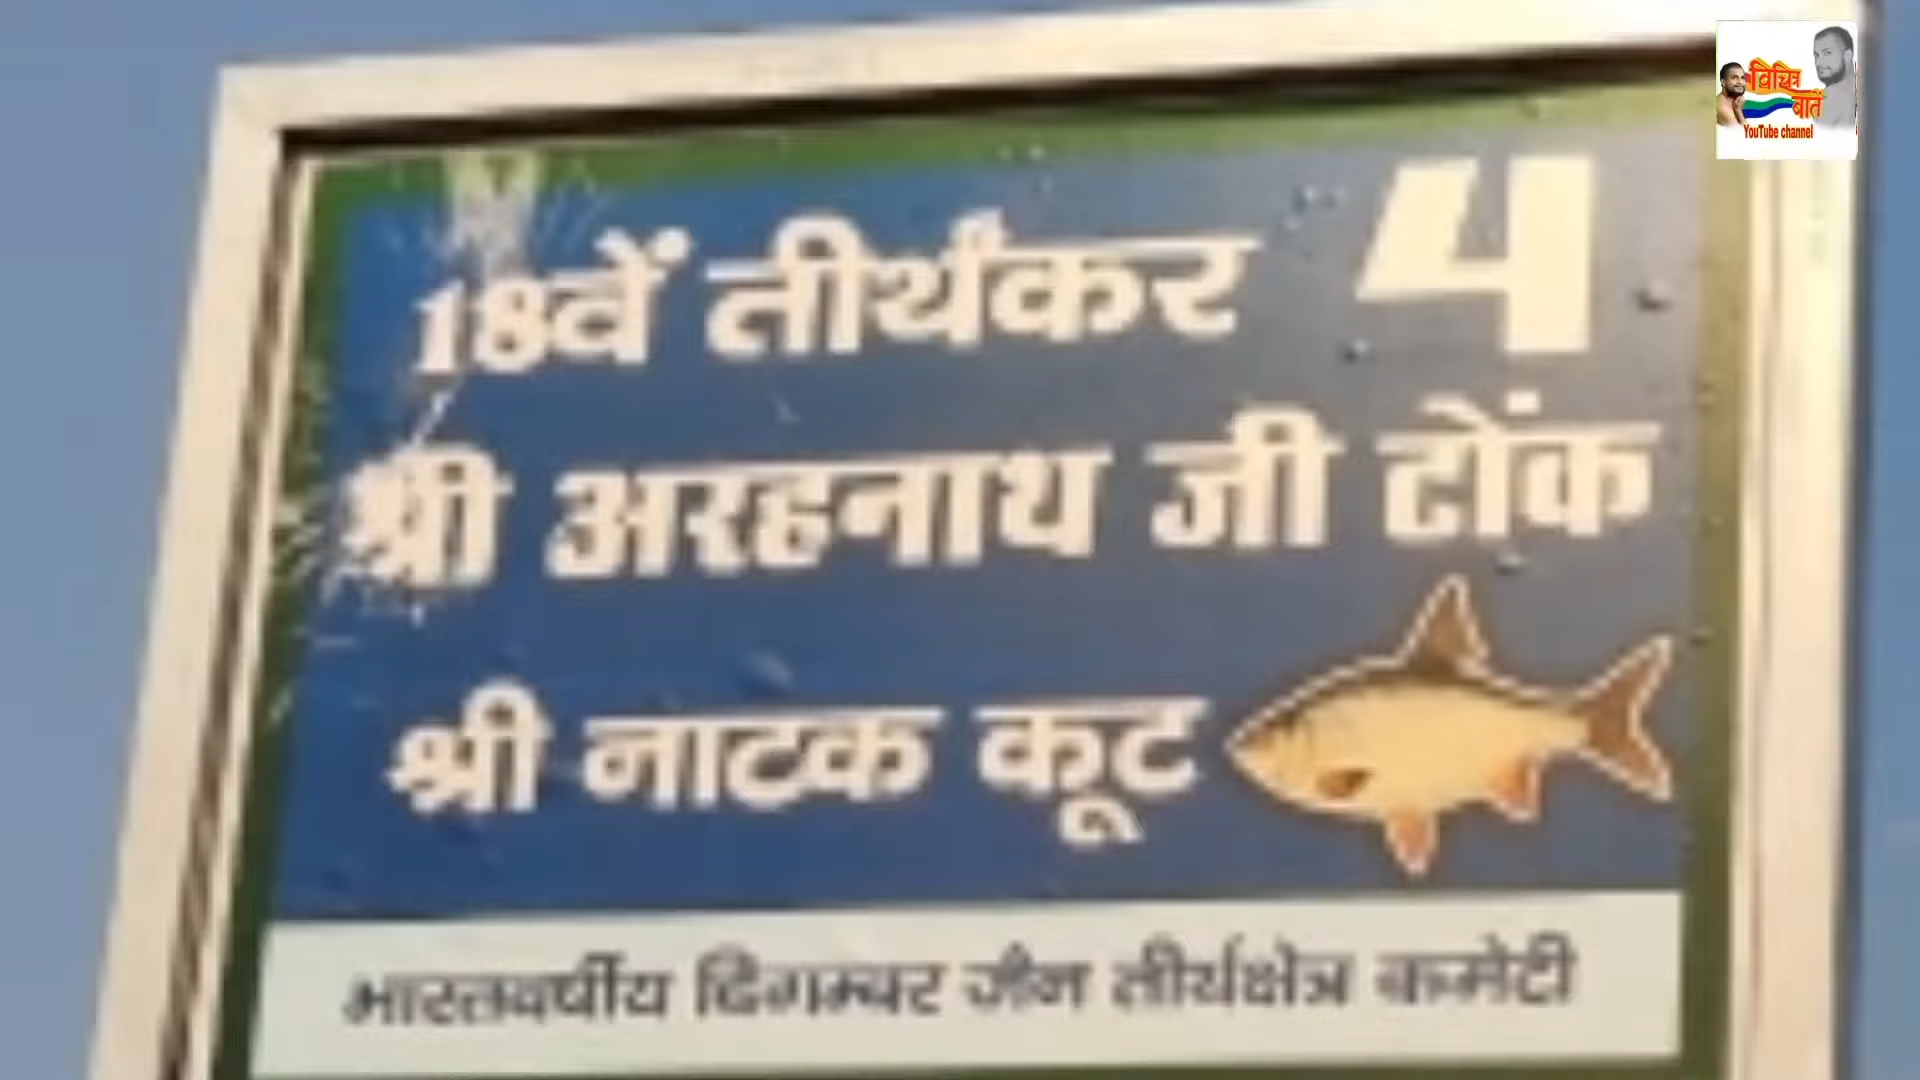 18वें तीर्थंकर 4
श्री अरहनाथ जी टोंक
श्री नाटक कूट
भारतवर्षीय दिगम्बर जैन तीर्थक्षेत्र कमेटी
विचित्र
बातें
YouTube channel